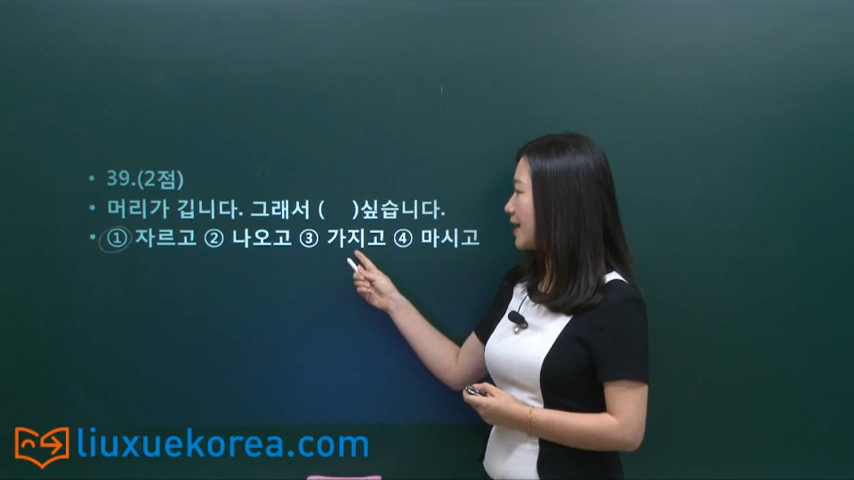 • 39.(2점)
• 머리가 깁니다. 그래서 (    )싶습니다.
• ① 자르고 ② 나오고 ③ 가지고 ④ 마시고
liuxuekorea.com